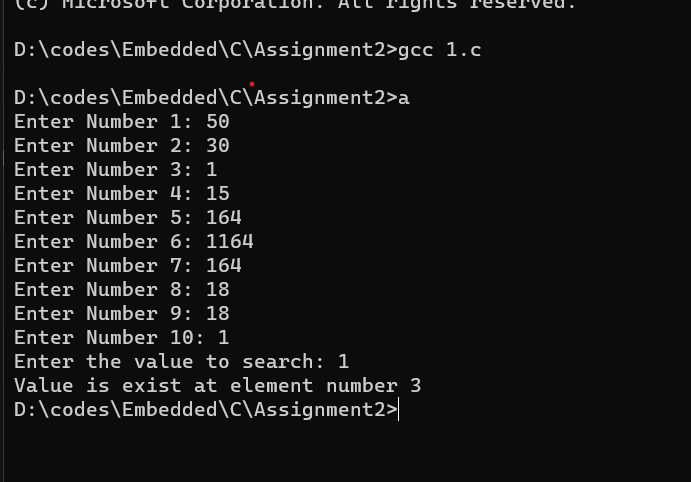 (c) Microsoft Corporation. All rights reserved.
D:\codes\Embedded\C\Assignment2>gcc 1.c
D:\codes\Embedded\C\Assignment2>a
Enter Number 1: 50
Enter Number 2: 30
Enter Number 3: 1
Enter Number 4: 15
Enter Number 5: 164
Enter Number 6: 1164
Enter Number 7: 164
Enter Number 8: 18
Enter Number 9: 18
Enter Number 10: 1
Enter the value to search: 1
Value is exist at element number 3
D:\codes\Embedded\C\Assignment2>